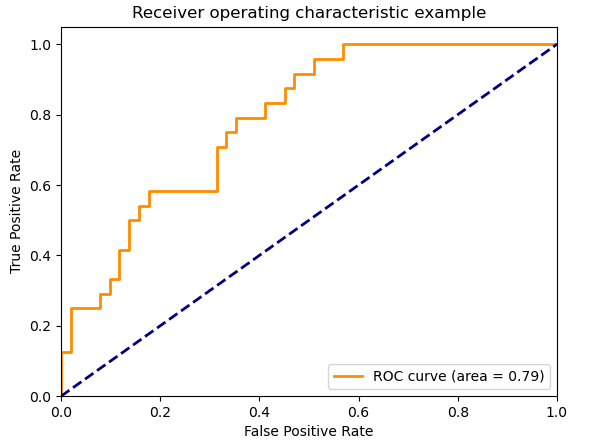 Receiver operating characteristic example
True Positive Rate
1.0
0.8
0.6
0.4
0.2
0.0
ROC curve (area = 0.79)
0.0 0.2 0.4 0.6 0.8 1.0
False Positive Rate